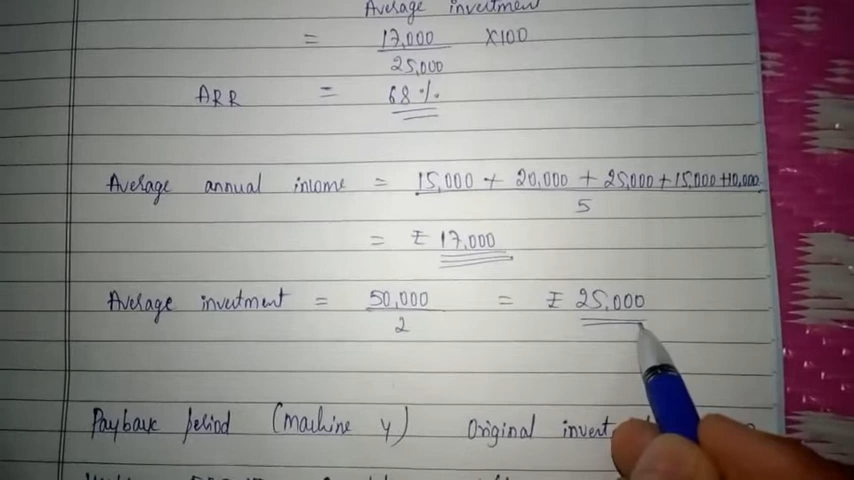 Average investment
= 17,000 / 25,000 X100
ARR = 68%
Average annual income = 15,000 + 20,000 + 25,000 + 15,000 + 10,000 / 5
= ₹ 17,000
Average investment = 50,000 / 2 = ₹ 25,000
Payback period (Machine Y) Original